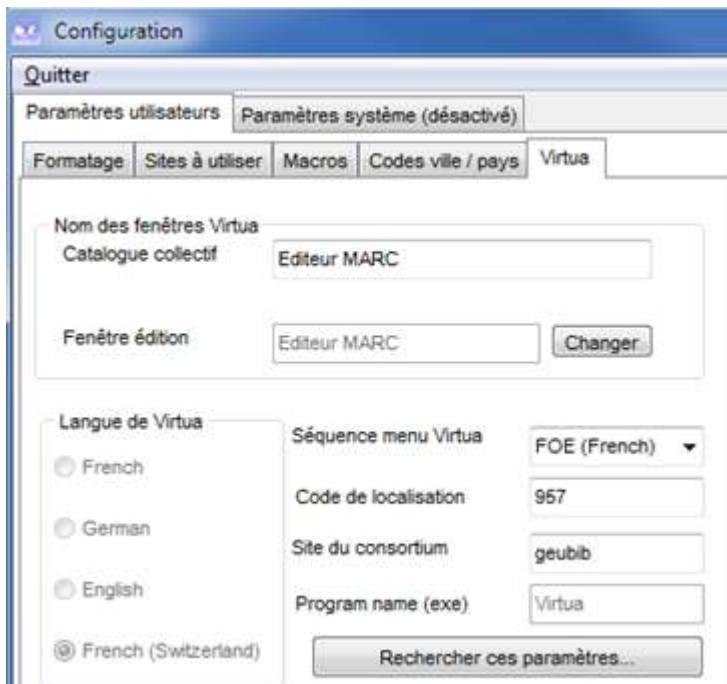 Configuration
Quitter
Paramètres utilisateurs Paramètres système (désactivé)
Formatage Sites à utiliser Macros Codes ville / pays Virtua
Nom des fenêtres Virtua
Catalogue collectif Editeur MARC
Fenêtre édition Editeur MARC Changer
Langue de Virtua
Séquence menu Virtua FOE (French)
French
Code de localisation 957
German
Site du consortium geubib
English
Program name (exe) Virtua
French (Switzerland)
Rechercher ces paramètres...